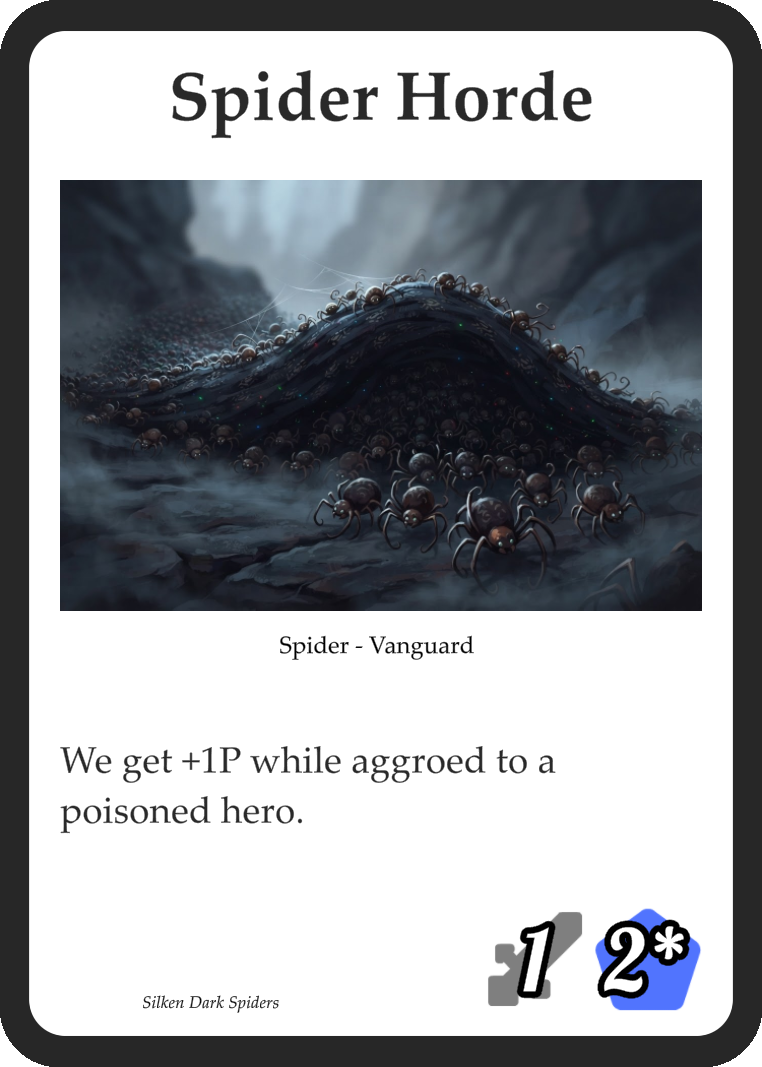 Spider Horde
Spider - Vanguard
We get +1P while aggroed to a
poisoned hero.
1 2*
Silken Dark Spiders